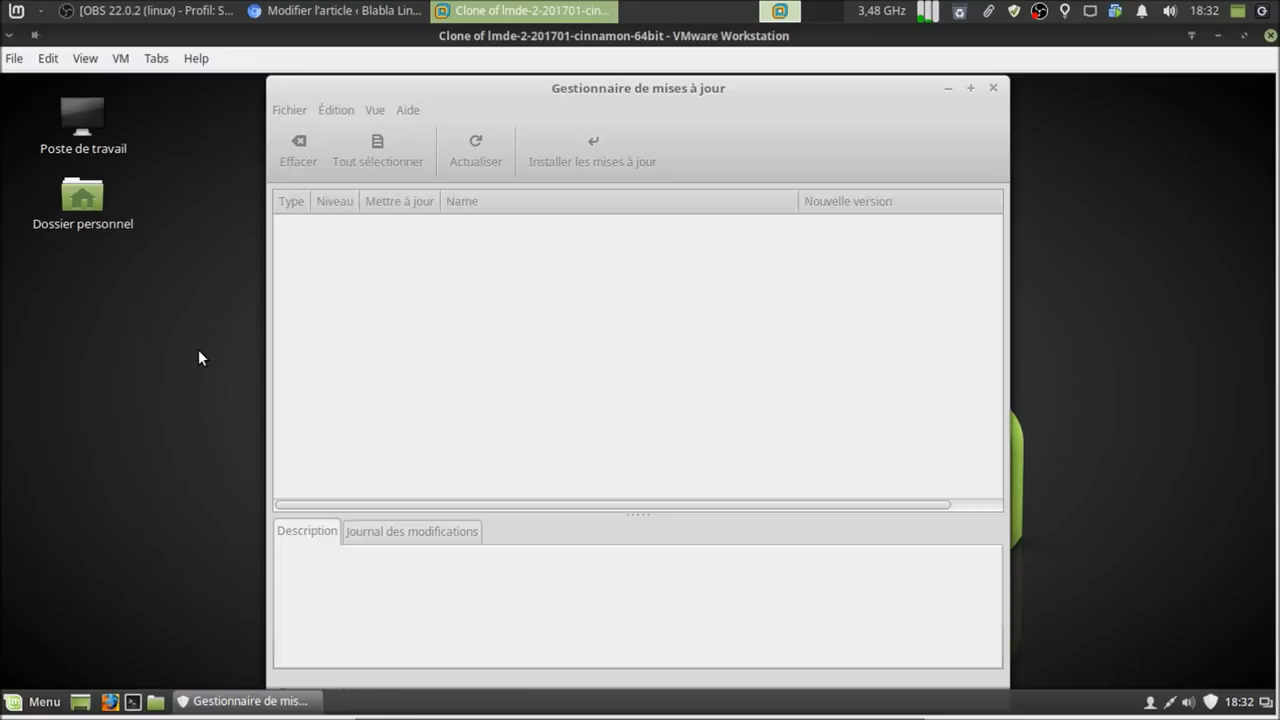 [OBS 22.0.2 (linux) - Profil: S... Modifier l'article ‹ Blabla Lin... Clone of lmde-2-201701-cin... 3,48 GHz 18:32
Clone of lmde-2-201701-cinnamon-64bit - VMware Workstation
File Edit View VM Tabs Help
Poste de travail
Dossier personnel
Gestionnaire de mises à jour
Fichier Édition Vue Aide
Effacer Tout sélectionner Actualiser Installer les mises à jour
Type Niveau Mettre à jour Name Nouvelle version
Description Journal des modifications
Menu Gestionnaire de mis... 18:32